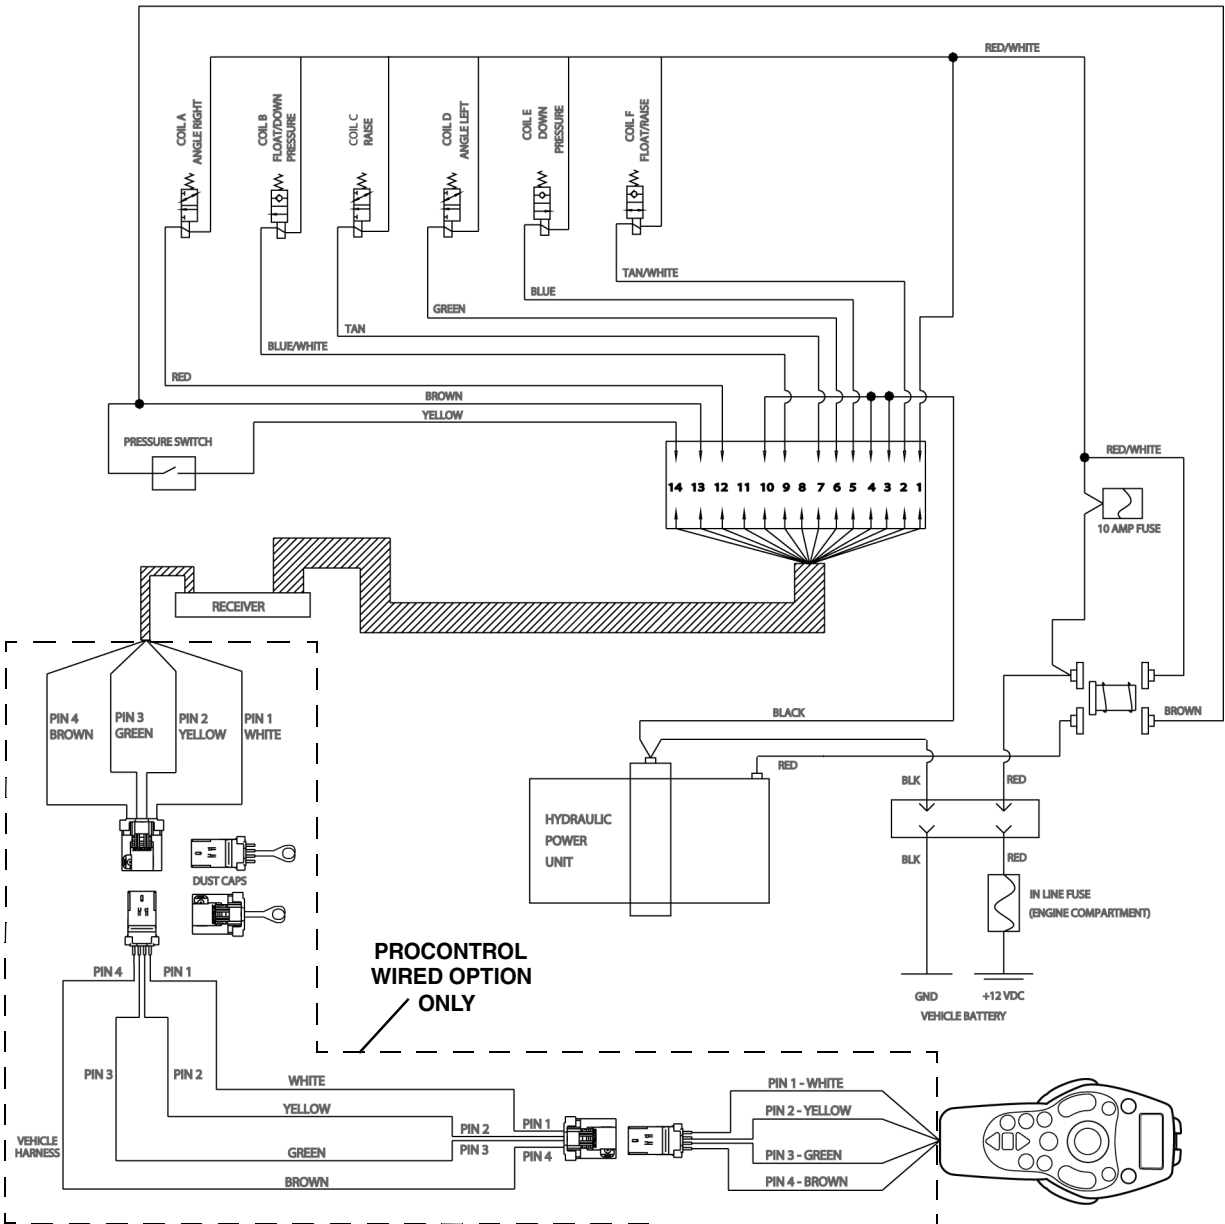 RED/WHITE
COIL A
ANGLE RIGHT
COIL B
FLOAT/DOWN
PRESSURE
COIL C
RAISE
COIL D
ANGLE LEFT
COIL E
DOWN
PRESSURE
COIL F
FLOAT/RAISE
TAN/WHITE
BLUE
GREEN
TAN
BLUE/WHITE
RED
BROWN
YELLOW
PRESSURE SWITCH
RED/WHITE
14 13 12 11 10 9 8 7 6 5 4 3 2 1
10 AMP FUSE
RECEIVER
PIN 4
BROWN
PIN 3
GREEN
PIN 2
YELLOW
PIN 1
WHITE
BLACK
BROWN
RED
BLK
RED
HYDRAULIC
POWER
UNIT
BLK
RED
DUST CAPS
IN LINE FUSE
(ENGINE COMPARTMENT)
PROCONTROL
WIRED OPTION
ONLY
PIN 4
PIN 1
GND
+12 VDC
VEHICLE BATTERY
PIN 3
PIN 2
WHITE
YELLOW
GREEN
BROWN
VEHICLE
HARNESS
PIN 1
PIN 2
PIN 3
PIN 4
PIN 1 - WHITE
PIN 2 - YELLOW
PIN 3 - GREEN
PIN 4 - BROWN